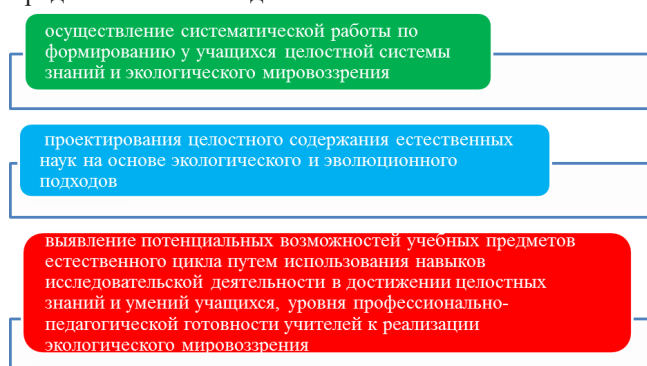 осуществление систематической работы по
формированию у учащихся целостной системы
знаний и экологического мировоззрения
проектирования целостного содержания естественных
наук на основе экологического и эволюционного
подходов
выявление потенциальных возможностей учебных предметов
естественного цикла путем использования навыков
исследовательской деятельности в достижении целостных
знаний и умений учащихся, уровня профессионально-
педагогической готовности учителей к реализации
экологического мировоззрения